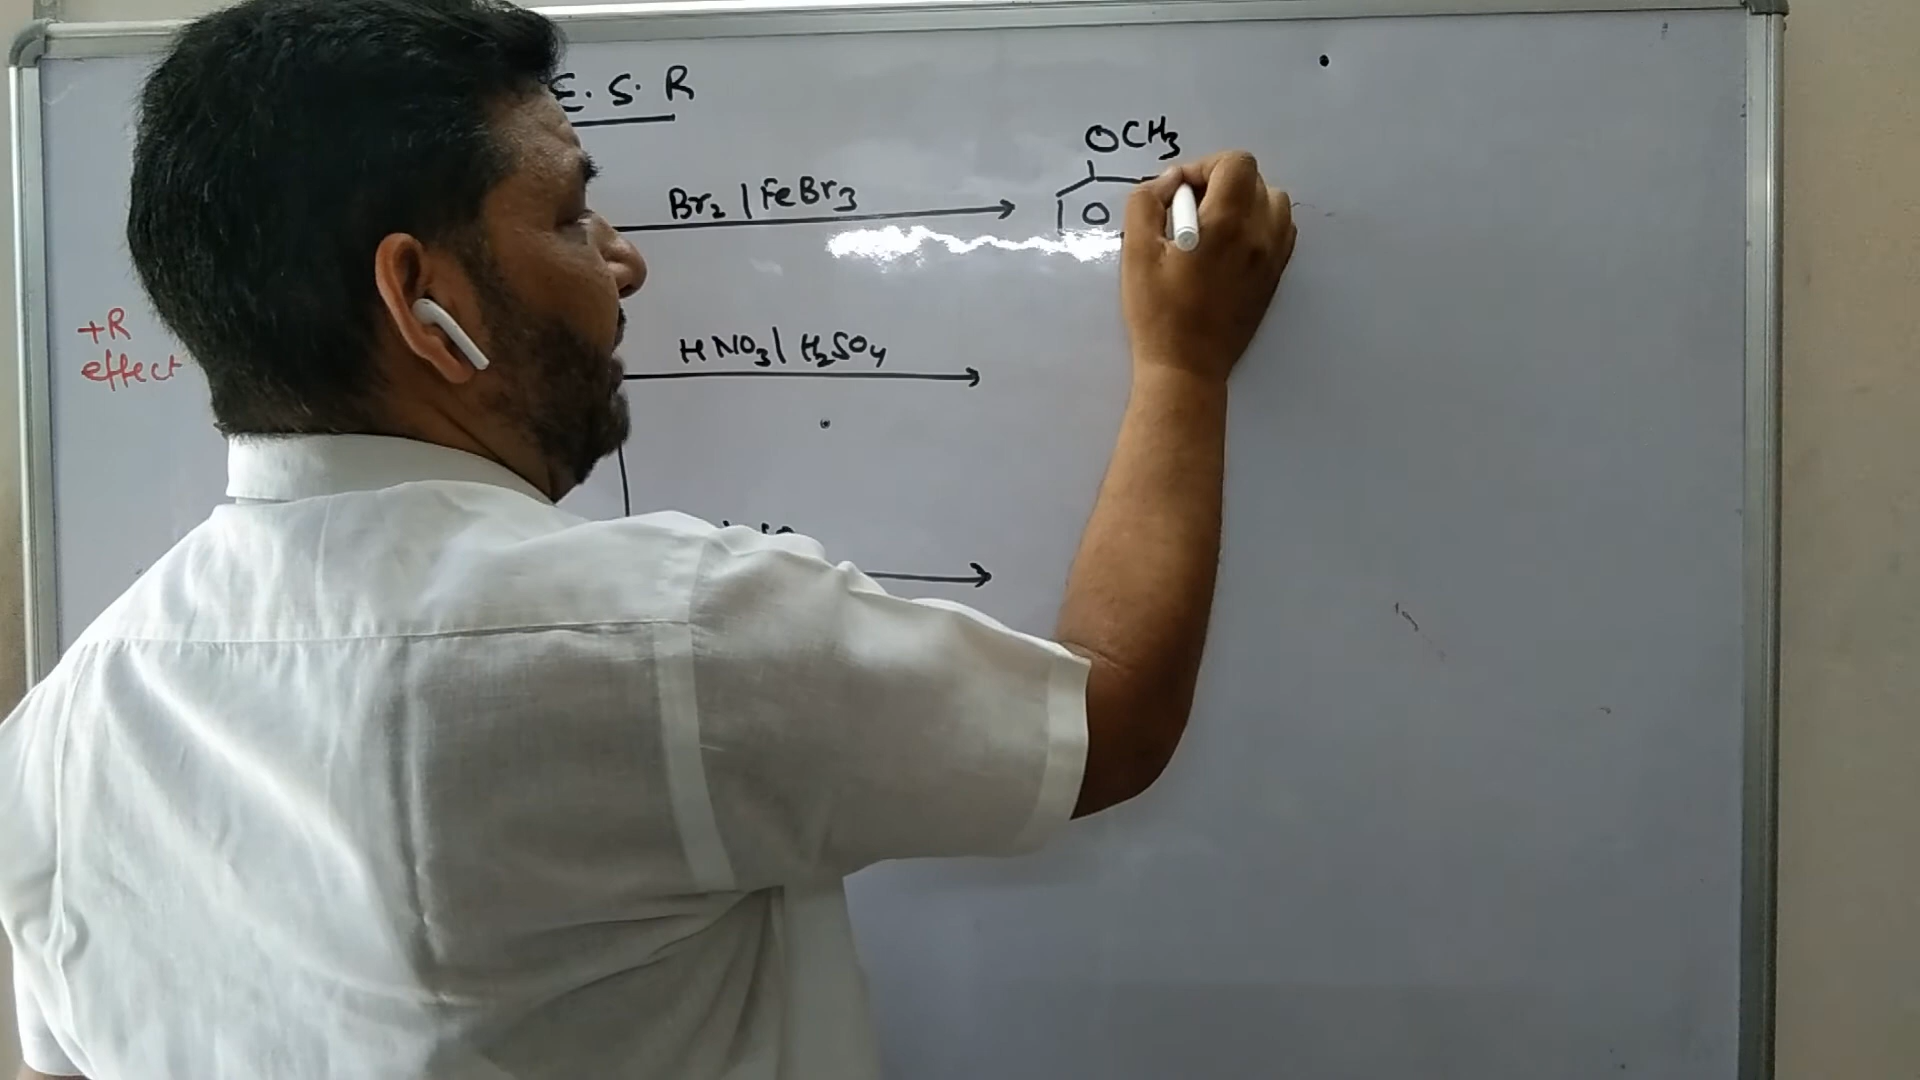 E. S. R
OCH3
Br2 | FeBr3
O
+R
effect
HNO3 | H2SO4